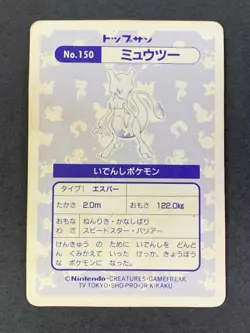 トップサン
No.150 ミュウツー
いでんしポケモン
タイプ1 エスパー
たかさ 2.0m おもさ 122.0kg
おもな ねんりき・かなしばり
わざ スピードスター・バリアー
けんきゅうの ために いでんしを どんど
ん くみかえて いった けっか、きょうぼう
な ポケモンになった。
©Nintendo・CREATURES・GAMEFREAK
TV TOKYO・SHO-PRO・JR KIKAKU